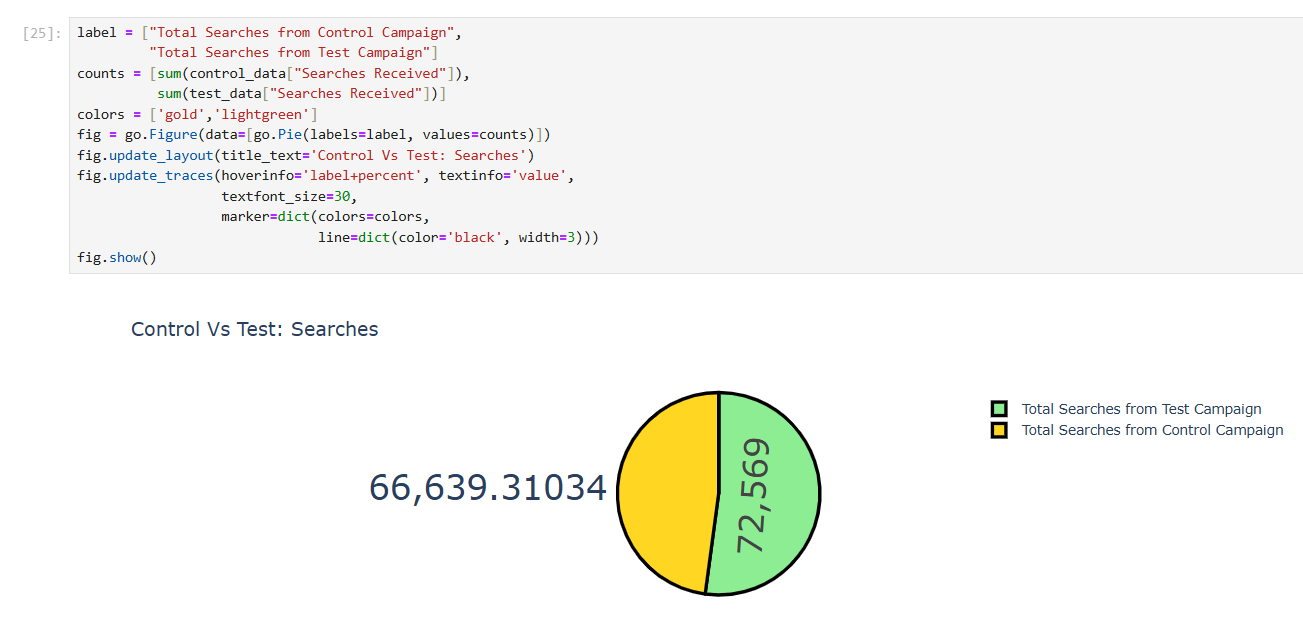 [25]:
label = ["Total Searches from Control Campaign",
"Total Searches from Test Campaign"]
counts = [sum(control_data["Searches Received"]),
sum(test_data["Searches Received"])]
colors = ['gold','lightgreen']
fig = go.Figure(data=[go.Pie(labels=label, values=counts)])
fig.update_layout(title_text='Control Vs Test: Searches')
fig.update_traces(hoverinfo='label+percent', textinfo='value',
textfont_size=30,
marker=dict(colors=colors,
line=dict(color='black', width=3)))
fig.show()
Control Vs Test: Searches
66,639.31034
72,569
Total Searches from Test Campaign
Total Searches from Control Campaign